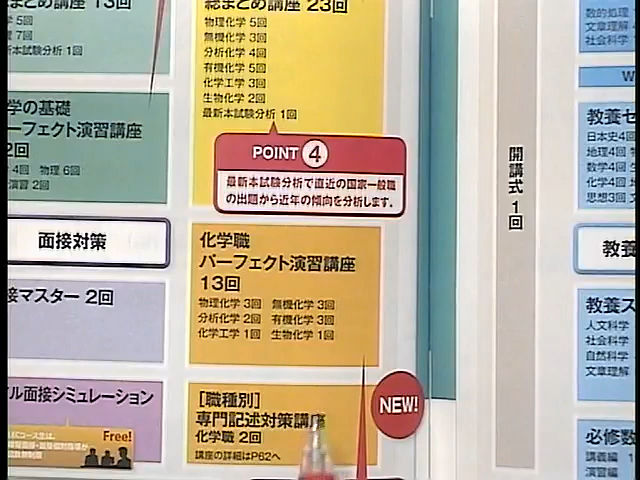 まとめ講座 13回
学 5回
理 7回
本試験分析 1回
学の基礎
ーフェクト演習講座
2回
4回 物理 6回
演習 2回
面接対策
接マスター 2回
ル面接シミュレーション
Free!
総まとめ講座 23回
物理化学 5回
無機化学 3回
分析化学 4回
有機化学 5回
化学工学 3回
生物化学 2回
最新本試験分析 1回
POINT 4
最新本試験分析で直近の国家一般職
の出題から近年の傾向を分析します。
化学職
パーフェクト演習講座
13回
物理化学 3回 無機化学 3回
分析化学 2回 有機化学 3回
化学工学 1回 生物化学 1回
NEW!
[職種別]
専門記述対策講座
化学職 2回
講座の詳細はP62へ
開講式 1回
数的処理
文章理解
社会科学
W
教養セ
日本史4回
地理4回
数学4回
化学4回
思想3回
教養
教養ス
人文科学
社会科学
自然科学
文章理解
必修数
講義編 1
演習編